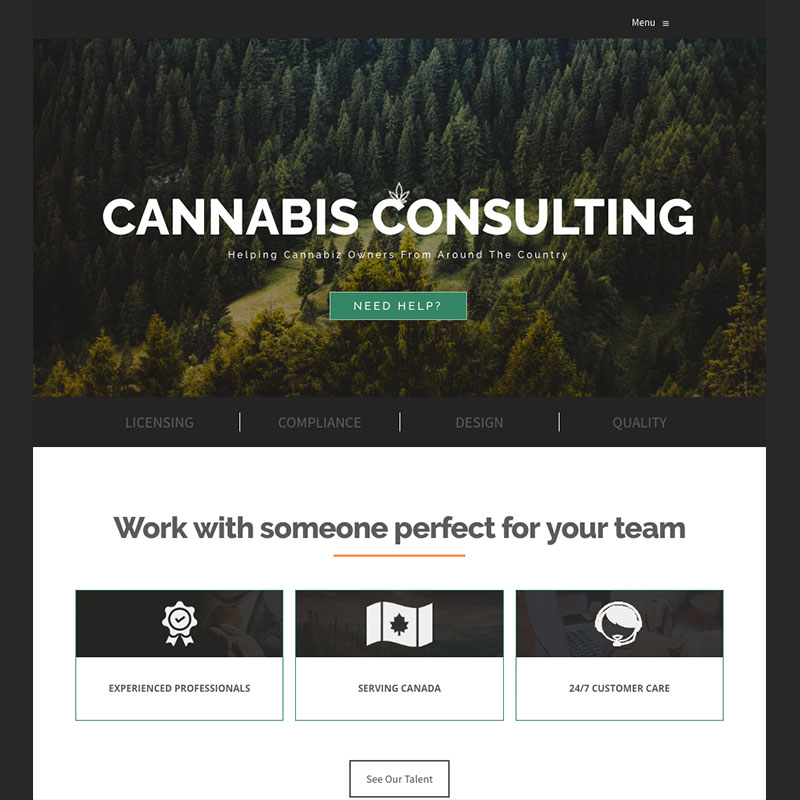 Menu ≡
CANNABIS CONSULTING
Helping Cannabiz Owners From Around The Country
NEED HELP?
LICENSING
COMPLIANCE
DESIGN
QUALITY
Work with someone perfect for your team
EXPERIENCED PROFESSIONALS
SERVING CANADA
24/7 CUSTOMER CARE
See Our Talent